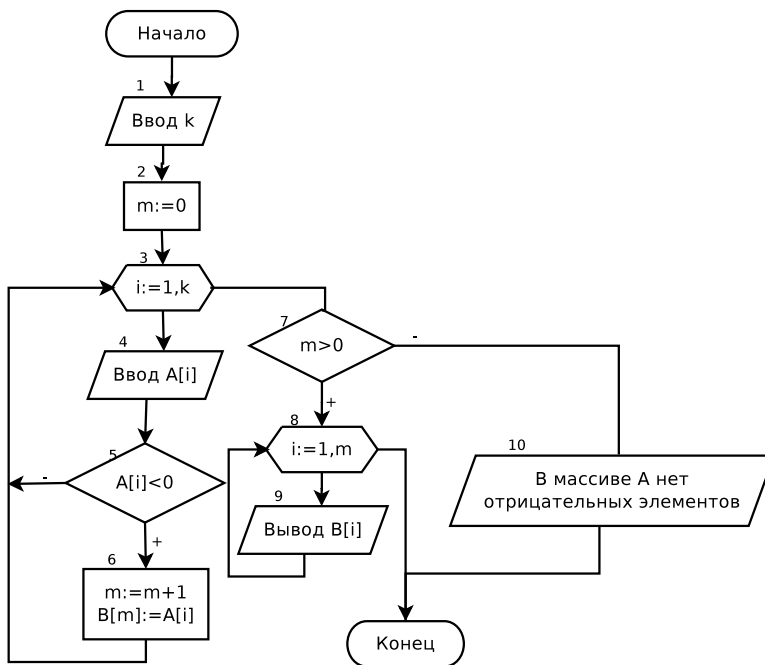 Начало
1
Ввод k
2
m:=0
3
i:=1,k
4
Ввод A[i]
5
A[i]<0
-
+
6
m:=m+1
B[m]:=A[i]
7
m>0
-
+
8
i:=1,m
9
Вывод B[i]
10
В массиве А нет
отрицательных элементов
Конец